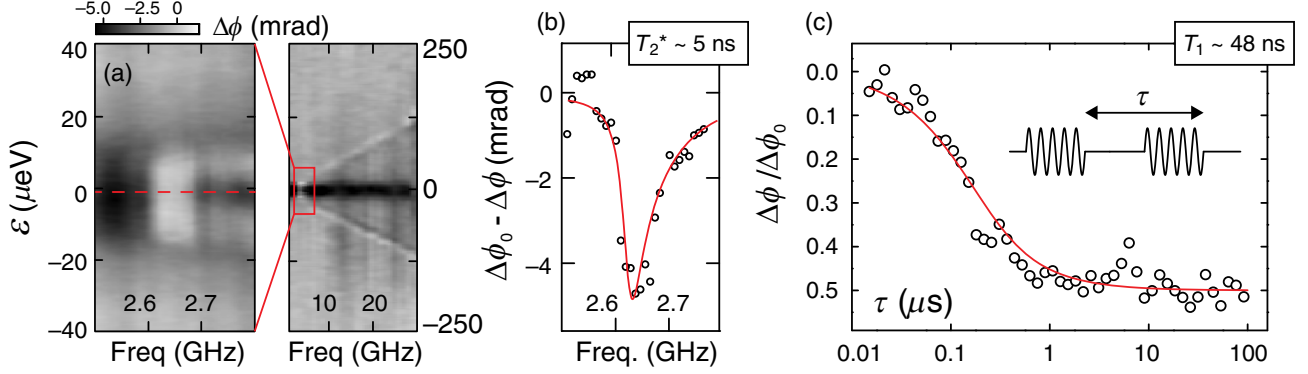 −5.0 −2.5 0
Δϕ (mrad)
(a)
40
20
0
−20
−40
ε (μeV)
2.6 2.7
Freq (GHz)
250
0
−250
10 20
Freq (GHz)
(b)
T2* ~ 5 ns
0
−2
−4
Δϕ0 - Δϕ (mrad)
2.6 2.7
Freq. (GHz)
(c)
T1 ~ 48 ns
τ
0.0
0.1
0.2
0.3
0.4
0.5
Δϕ /Δϕ0
τ (μs)
0.01 0.1 1 10 100